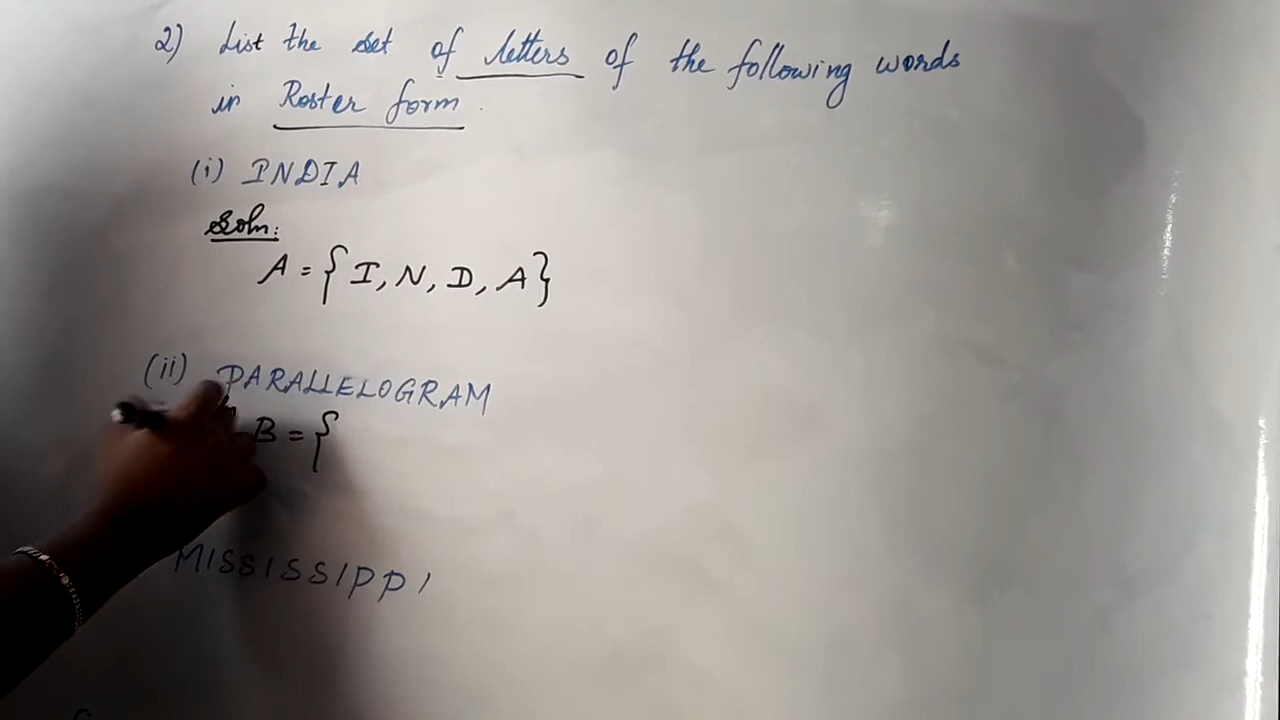 2) List the set of letters of the following words
in Roster form.
(i) INDIA
Soln:
A = { I, N, D, A}
(ii) PARALLELOGRAM
B = {
MISSISSIPPI